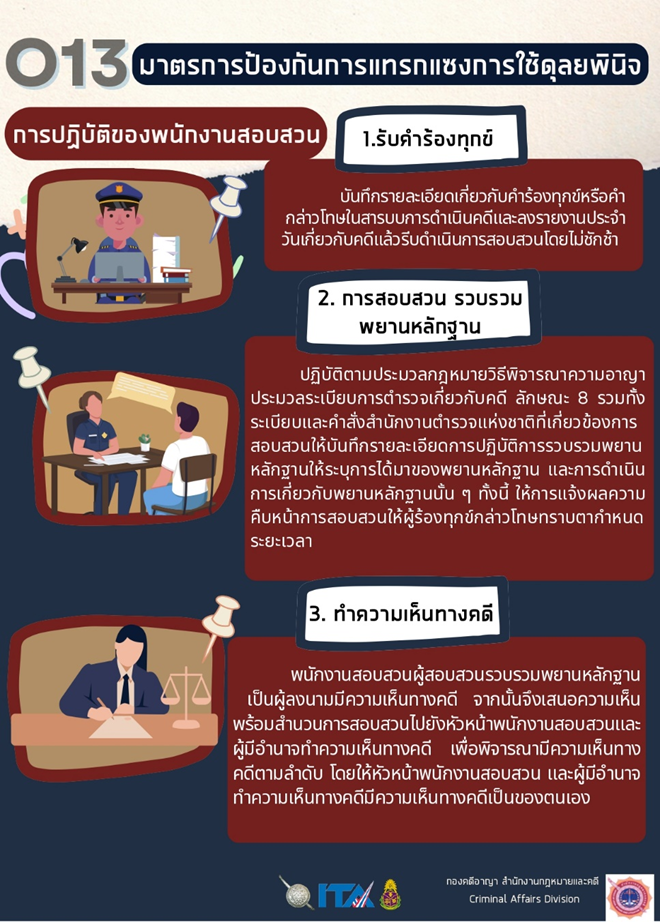 O13
มาตรการป้องกันการแทรกแซงการใช้ดุลยพินิจ
การปฏิบัติของพนักงานสอบสวน
1.รับคำร้องทุกข์
บันทึกรายละเอียดเกี่ยวกับคำร้องทุกข์หรือคำ
กล่าวโทษในสารบบการดำเนินคดีและลงรายงานประจำ
วันเกี่ยวกับคดีแล้วรีบดำเนินการสอบสวนโดยไม่ชักช้า
2. การสอบสวน รวบรวม
พยานหลักฐาน
ปฏิบัติตามประมวลกฎหมายวิธีพิจารณาความอาญา
ประมวลระเบียบการตำรวจเกี่ยวกับคดี ลักษณะ 8 รวมทั้ง
ระเบียบและคำสั่งสำนักงานตำรวจแห่งชาติที่เกี่ยวข้องการ
สอบสวนให้บันทึกรายละเอียดการปฏิบัติการรวบรวมพยาน
หลักฐานให้ระบุการได้มาของพยานหลักฐาน และการดำเนิน
การเกี่ยวกับพยานหลักฐานนั้น ๆ ทั้งนี้ ให้การแจ้งผลความ
คืบหน้าการสอบสวนให้ผู้ร้องทุกข์กล่าวโทษทราบตากำหนด
ระยะเวลา
3. ทำความเห็นทางคดี
พนักงานสอบสวนผู้สอบสวนรวบรวมพยานหลักฐาน
เป็นผู้ลงนามมีความเห็นทางคดี จากนั้นจึงเสนอความเห็น
พร้อมสำนวนการสอบสวนไปยังหัวหน้าพนักงานสอบสวนและ
ผู้มีอำนาจทำความเห็นทางคดี เพื่อพิจารณามีความเห็นทาง
คดีตามลำดับ โดยให้หัวหน้าพนักงานสอบสวน และผู้มีอำนาจ
ทำความเห็นทางคดีมีความเห็นทางคดีเป็นของตนเอง
ITA
กองคดีอาญา สำนักงานกฎหมายและคดี
Criminal Affairs Division